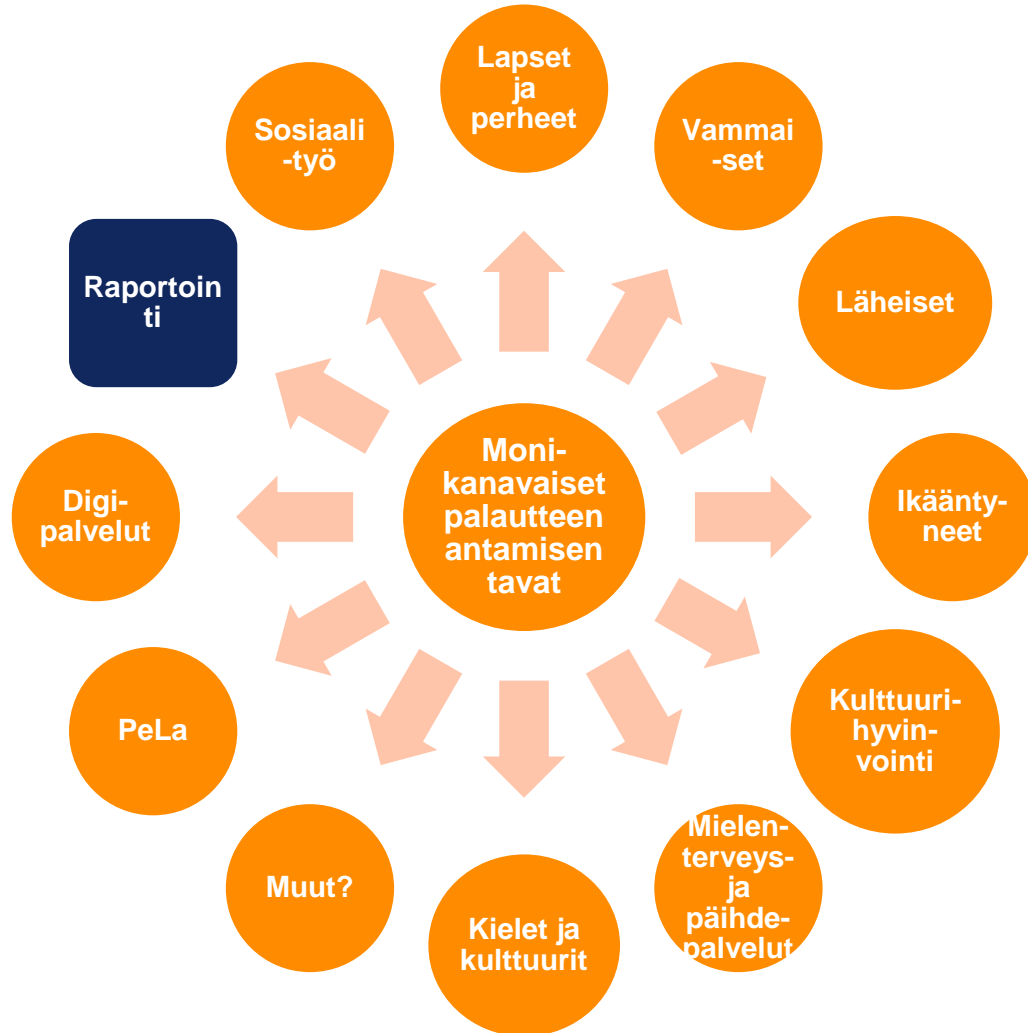 Lapset
ja
perheet
Vammai
-set
Läheiset
Ikäänty-
neet
Kulttuuri-
hyvin-
vointi
Mielen-
terveys-
ja
päihde-
palvelut
Kielet ja
kulttuurit
Muut?
PeLa
Digi-
palvelut
Raportoin
ti
Sosiaali
-työ
Moni-
kanavaiset
palautteen
antamisen
tavat